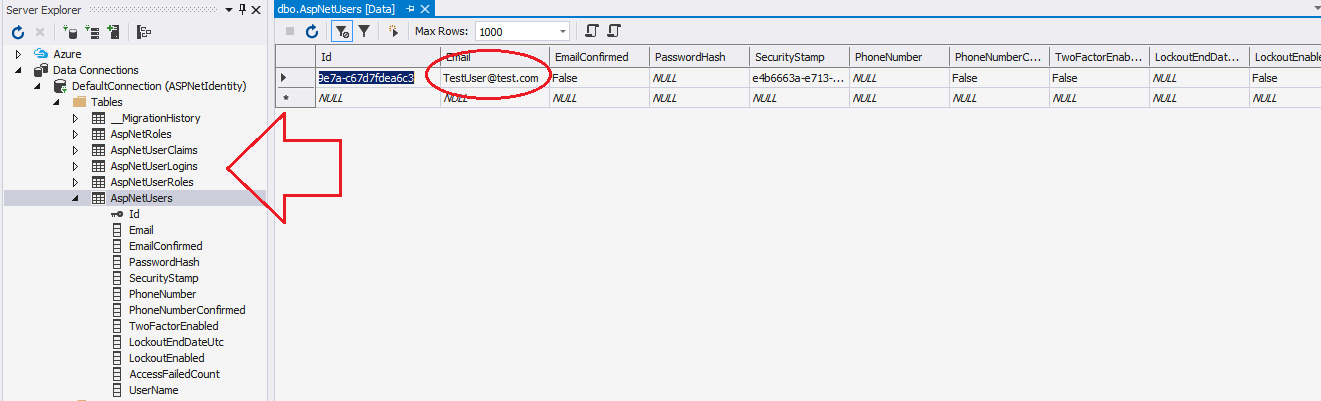 Server Explorer
Azure
Data Connections
DefaultConnection (ASPNetIdentity)
Tables
__MigrationHistory
AspNetRoles
AspNetUserClaims
AspNetUserLogins
AspNetUserRoles
AspNetUsers
Id
Email
EmailConfirmed
PasswordHash
SecurityStamp
PhoneNumber
PhoneNumberConfirmed
TwoFactorEnabled
LockoutEndDateUtc
LockoutEnabled
AccessFailedCount
UserName
dbo.AspNetUsers [Data]
Max Rows: 1000
Id Email EmailConfirmed PasswordHash SecurityStamp PhoneNumber PhoneNumberC... TwoFactorEnab... LockoutEndDat... LockoutEnable
9e7a-c67d7fdea6c3 TestUser@test.com False NULL e4b6663a-e713-... NULL False False NULL False
NULL NULL NULL NULL NULL NULL NULL NULL NULL NULL